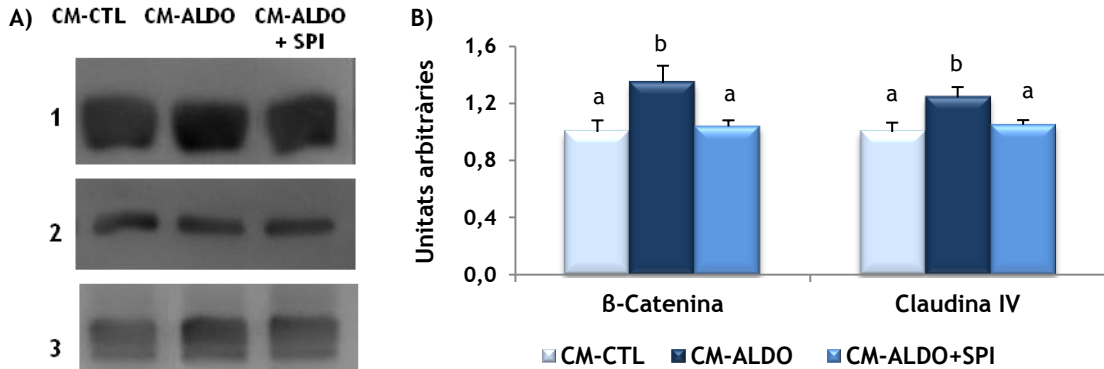 A)
CM-CTL CM-ALDO CM-ALDO
+ SPI
1
2
3
B)
Unitats arbitràries
1,6
1,2
0,8
0,4
0,0
a
b
a
a
b
a
β-Catenina
Claudina IV
CM-CTL CM-ALDO CM-ALDO+SPI